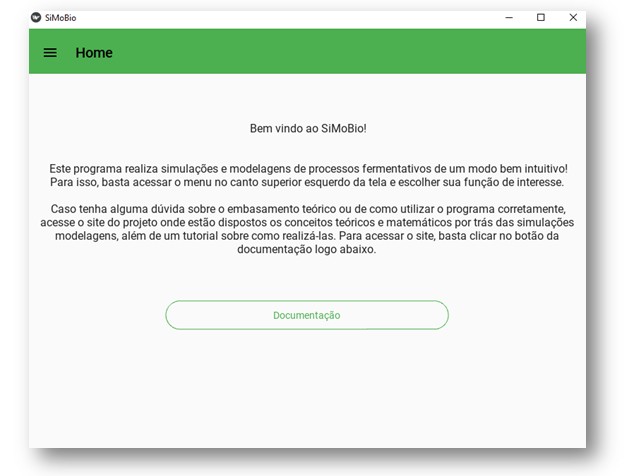 SiMoBio
Home
Bem vindo ao SiMoBio!
Este programa realiza simulações e modelagens de processos fermentativos de um modo bem intuitivo!
Para isso, basta acessar o menu no canto superior esquerdo da tela e escolher sua função de interesse.
Caso tenha alguma dúvida sobre o embasamento teórico ou de como utilizar o programa corretamente,
acesse o site do projeto onde estão dispostos os conceitos teóricos e matemáticos por trás das simulações
modelagens, além de um tutorial sobre como realizá-las. Para acessar o site, basta clicar no botão da
documentação logo abaixo.
Documentação